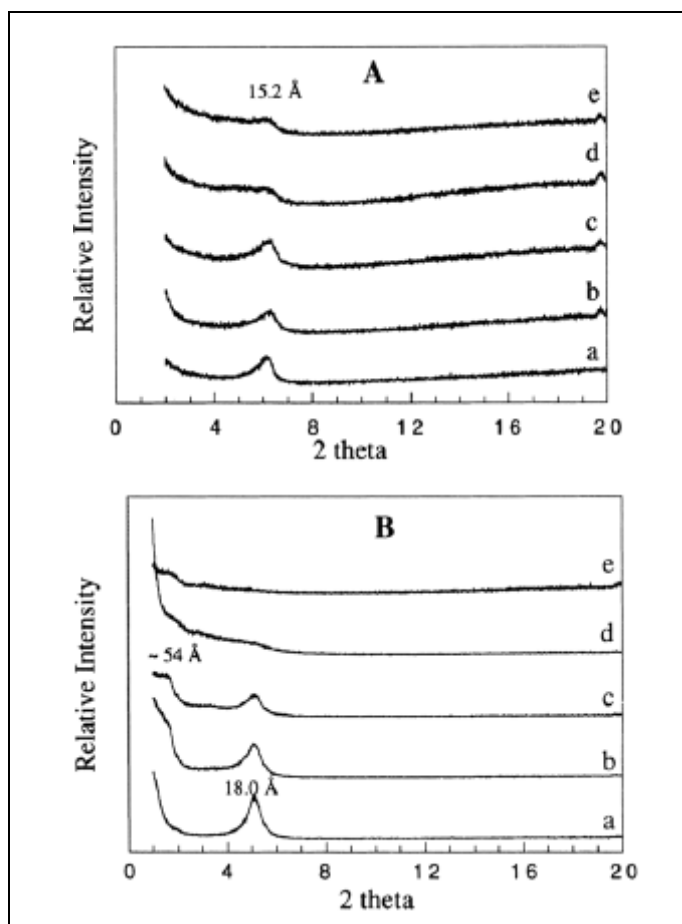 A
15.2 Å
e
d
c
b
a
Relative Intensity
0 4 8 12 16 20
2 theta
B
e
d
~ 54 Å
c
b
18.0 Å
a
Relative Intensity
0 4 8 12 16 20
2 theta